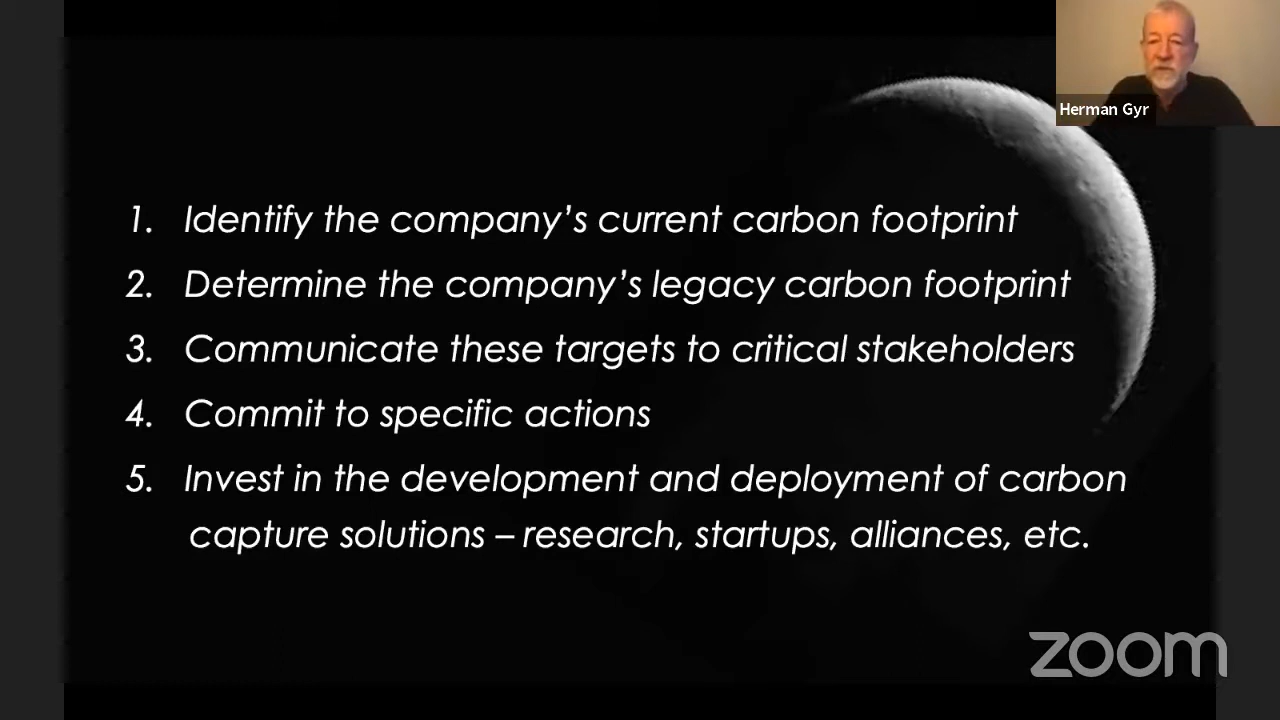 Herman Gyr
1. Identify the company’s current carbon footprint
2. Determine the company’s legacy carbon footprint
3. Communicate these targets to critical stakeholders
4. Commit to specific actions
5. Invest in the development and deployment of carbon
capture solutions – research, startups, alliances, etc.
zoom